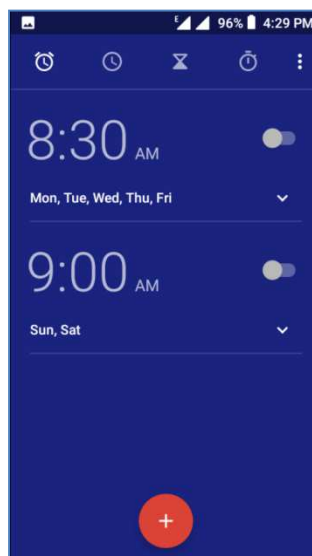 E 96% 4:29 PM
8:30 AM
Mon, Tue, Wed, Thu, Fri
9:00 AM
Sun, Sat